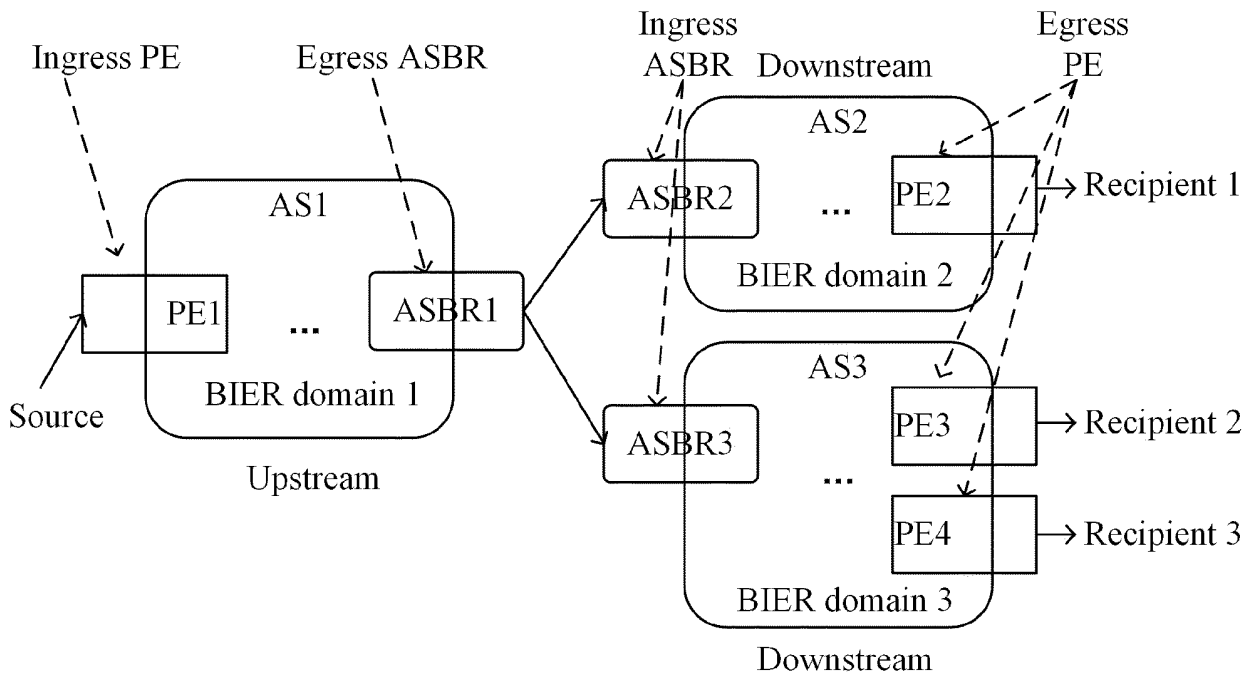 Ingress PE
Egress ASBR
Ingress
ASBR
Downstream
Egress
PE
AS1
PE1
...
ASBR1
BIER domain 1
Source
Upstream
AS2
ASBR2
...
PE2
Recipient 1
BIER domain 2
AS3
ASBR3
...
PE3
Recipient 2
PE4
Recipient 3
BIER domain 3
Downstream